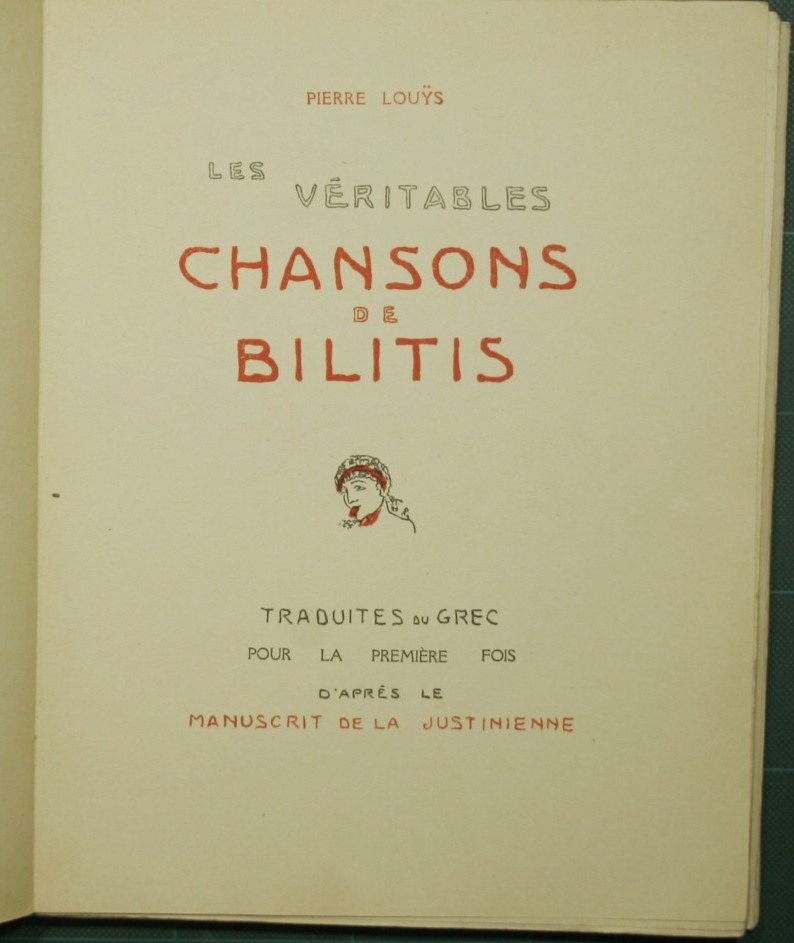 PIERRE LOUŸS
LES
VÉRITABLES
CHANSONS
DE
BILITIS
TRADUITES DU GREC
POUR LA PREMIÈRE FOIS
D'APRÈS LE
MANUSCRIT DE LA JUSTINIENNE